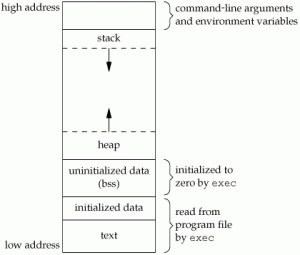 high address
command-line arguments
and environment variables
stack
heap
uninitialized data
(bss)
initialized to
zero by exec
initialized data
read from
program file
by exec
text
low address